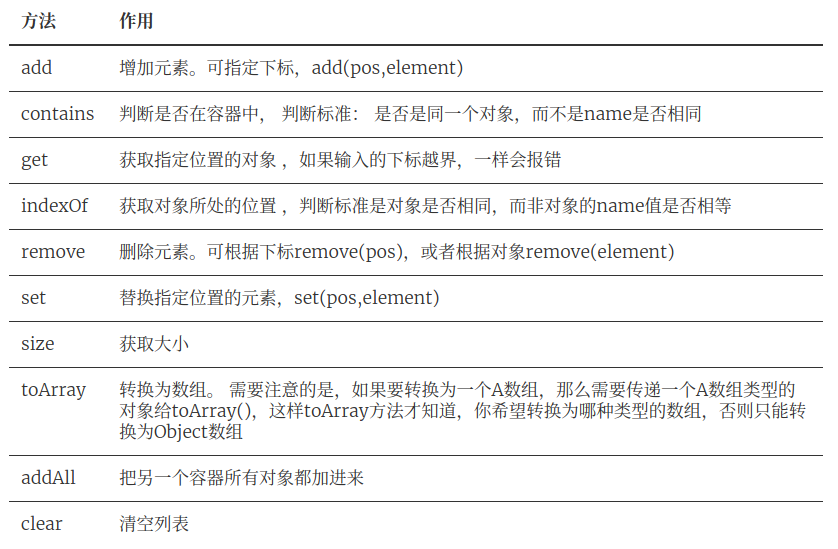 方法 作用
add 增加元素。可指定下标，add(pos,element)
contains 判断是否在容器中， 判断标准： 是否是同一个对象，而不是name是否相同
get 获取指定位置的对象 ，如果输入的下标越界，一样会报错
indexOf 获取对象所处的位置 ，判断标准是对象是否相同，而非对象的name值是否相等
remove 删除元素。可根据下标remove(pos)，或者根据对象remove(element)
set 替换指定位置的元素，set(pos,element)
size 获取大小
toArray 转换为数组。 需要注意的是，如果要转换为一个A数组，那么需要传递一个A数组类型的
对象给toArray()，这样toArray方法才知道，你希望转换为哪种类型的数组，否则只能转
换为Object数组
addAll 把另一个容器所有对象都加进来
clear 清空列表